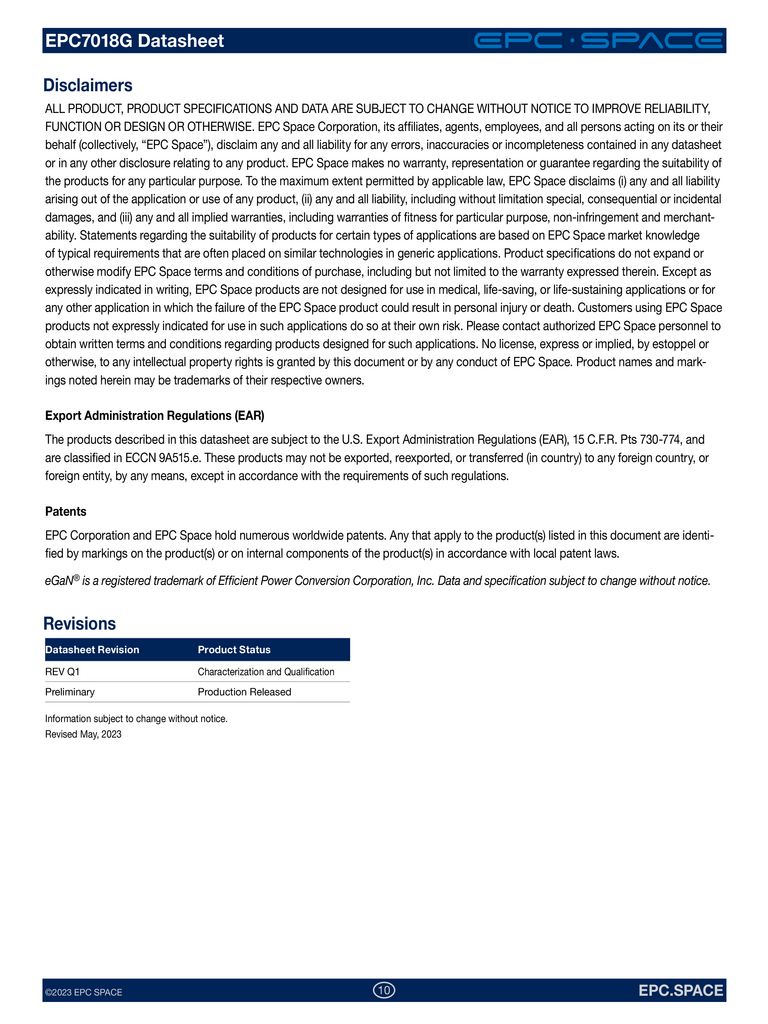 EPC7018G Datasheet
EPC·SPACE
Disclaimers
ALL PRODUCT, PRODUCT SPECIFICATIONS AND DATA ARE SUBJECT TO CHANGE WITHOUT NOTICE TO IMPROVE RELIABILITY,
FUNCTION OR DESIGN OR OTHERWISE. EPC Space Corporation, its affiliates, agents, employees, and all persons acting on its or their
behalf (collectively, “EPC Space”), disclaim any and all liability for any errors, inaccuracies or incompleteness contained in any datasheet
or in any other disclosure relating to any product. EPC Space makes no warranty, representation or guarantee regarding the suitability of
the products for any particular purpose. To the maximum extent permitted by applicable law, EPC Space disclaims (i) any and all liability
arising out of the application or use of any product, (ii) any and all liability, including without limitation special, consequential or incidental
damages, and (iii) any and all implied warranties, including warranties of fitness for particular purpose, non-infringement and merchant-
ability. Statements regarding the suitability of products for certain types of applications are based on EPC Space market knowledge
of typical requirements that are often placed on similar technologies in generic applications. Product specifications do not expand or
otherwise modify EPC Space terms and conditions of purchase, including but not limited to the warranty expressed therein. Except as
expressly indicated in writing, EPC Space products are not designed for use in medical, life-saving, or life-sustaining applications or for
any other application in which the failure of the EPC Space product could result in personal injury or death. Customers using EPC Space
products not expressly indicated for use in such applications do so at their own risk. Please contact authorized EPC Space personnel to
obtain written terms and conditions regarding products designed for such applications. No license, express or implied, by estoppel or
otherwise, to any intellectual property rights is granted by this document or by any conduct of EPC Space. Product names and mark-
ings noted herein may be trademarks of their respective owners.
Export Administration Regulations (EAR)
The products described in this datasheet are subject to the U.S. Export Administration Regulations (EAR), 15 C.F.R. Pts 730-774, and
are classified in ECCN 9A515.e. These products may not be exported, reexported, or transferred (in country) to any foreign country, or
foreign entity, by any means, except in accordance with the requirements of such regulations.
Patents
EPC Corporation and EPC Space hold numerous worldwide patents. Any that apply to the product(s) listed in this document are identi-
fied by markings on the product(s) or on internal components of the product(s) in accordance with local patent laws.
eGaN® is a registered trademark of Efficient Power Conversion Corporation, Inc. Data and specification subject to change without notice.
Revisions
Datasheet Revision Product Status
REV Q1 Characterization and Qualification
Preliminary Production Released
Information subject to change without notice.
Revised May, 2023
©2023 EPC SPACE 10 EPC.SPACE